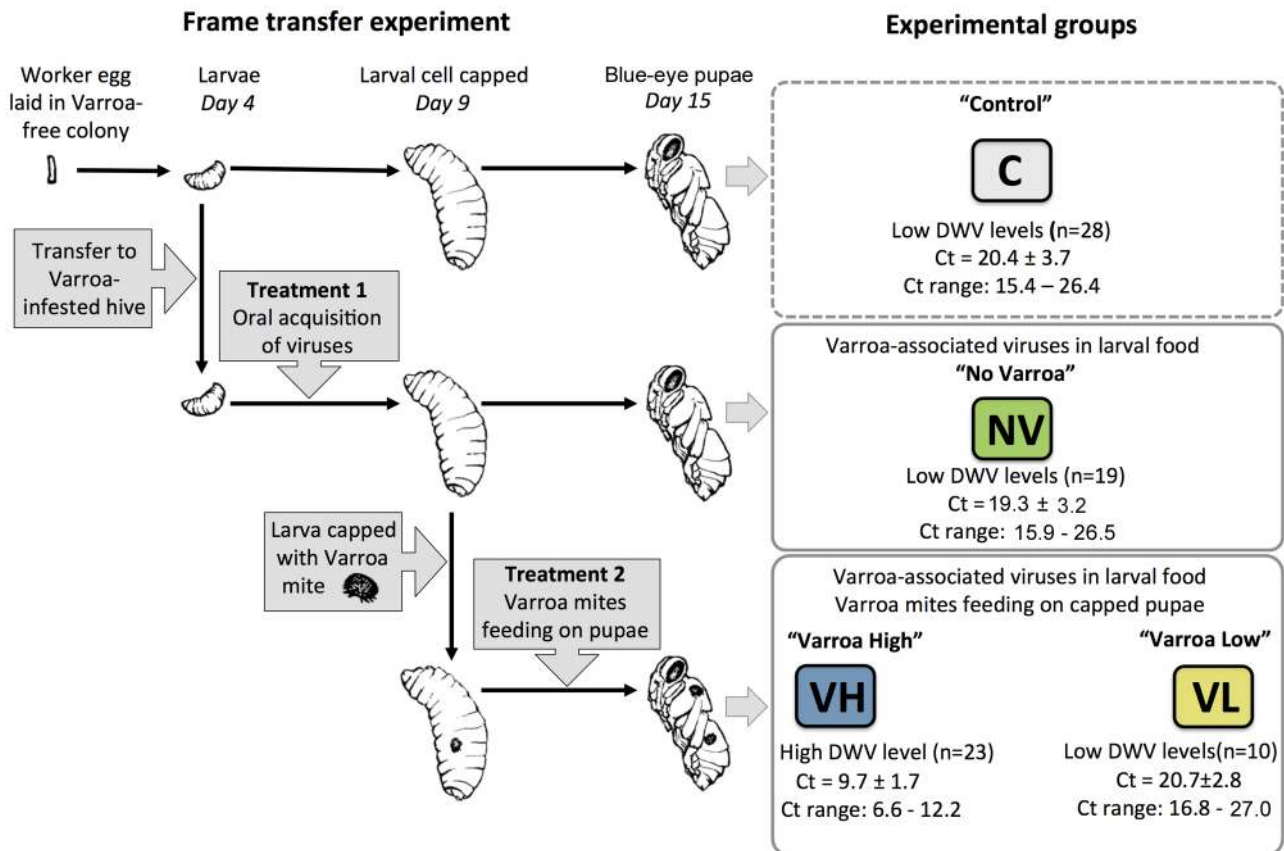 Frame transfer experiment
Experimental groups
Worker egg
laid in Varroa-
free colony
Larvae
Day 4
Larval cell capped
Day 9
Blue-eye pupae
Day 15
Transfer to
Varroa-
infested hive
Treatment 1
Oral acquisition
of viruses
Larva capped
with Varroa
mite
Treatment 2
Varroa mites
feeding on pupae
“Control”
C
Low DWV levels (n=28)
Ct = 20.4 ± 3.7
Ct range: 15.4 – 26.4
Varroa-associated viruses in larval food
“No Varroa”
NV
Low DWV levels (n=19)
Ct = 19.3 ± 3.2
Ct range: 15.9 - 26.5
Varroa-associated viruses in larval food
Varroa mites feeding on capped pupae
“Varroa High”
VH
High DWV level (n=23)
Ct = 9.7 ± 1.7
Ct range: 6.6 - 12.2
“Varroa Low”
VL
Low DWV levels(n=10)
Ct = 20.7±2.8
Ct range: 16.8 - 27.0